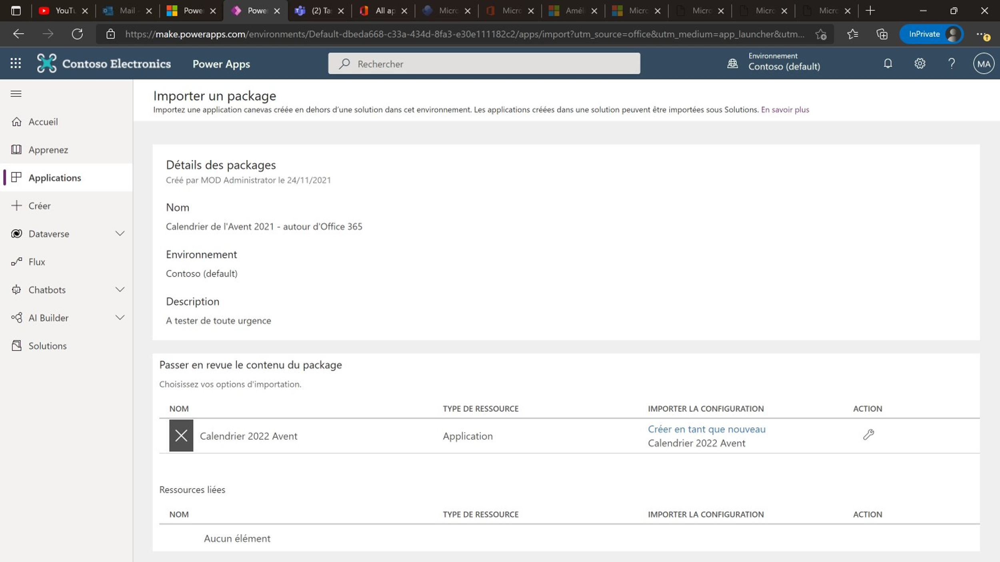 YouTu
Mail -
Power
Power
(2) Ta
All ap
Micro
Micro
Amél
Micro
Micro
Micro
Micro
https://make.powerapps.com/environments/Default-dbeda668-c33a-434d-8fa3-e30e111182c2/apps/import?utm_source=office&utm_medium=app_launcher&utm...
InPrivate
Contoso Electronics
Power Apps
Rechercher
Environnement
Contoso (default)
?
MA
Importer un package
Importez une application canevas créée en dehors d’une solution dans cet environnement. Les applications créées dans une solution peuvent être importées sous Solutions. En savoir plus
Accueil
Apprenez
Applications
Créer
Dataverse
Flux
Chatbots
AI Builder
Solutions
Détails des packages
Créé par MOD Administrator le 24/11/2021
Nom
Calendrier de l'Avent 2021 - autour d'Office 365
Environnement
Contoso (default)
Description
A tester de toute urgence
Passer en revue le contenu du package
Choisissez vos options d'importation.
NOM TYPE DE RESSOURCE IMPORTER LA CONFIGURATION ACTION
Calendrier 2022 Avent Application Créer en tant que nouveau
Calendrier 2022 Avent
Ressources liées
NOM TYPE DE RESSOURCE IMPORTER LA CONFIGURATION ACTION
Aucun élément